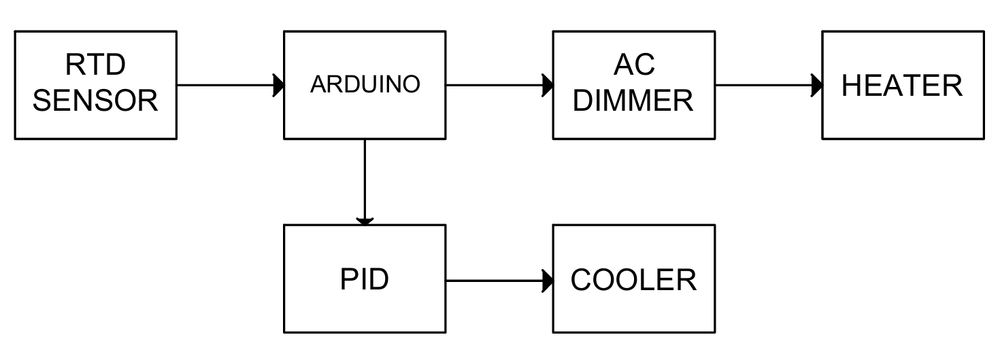 RTD
SENSOR
ARDUINO
AC
DIMMER
HEATER
PID
COOLER